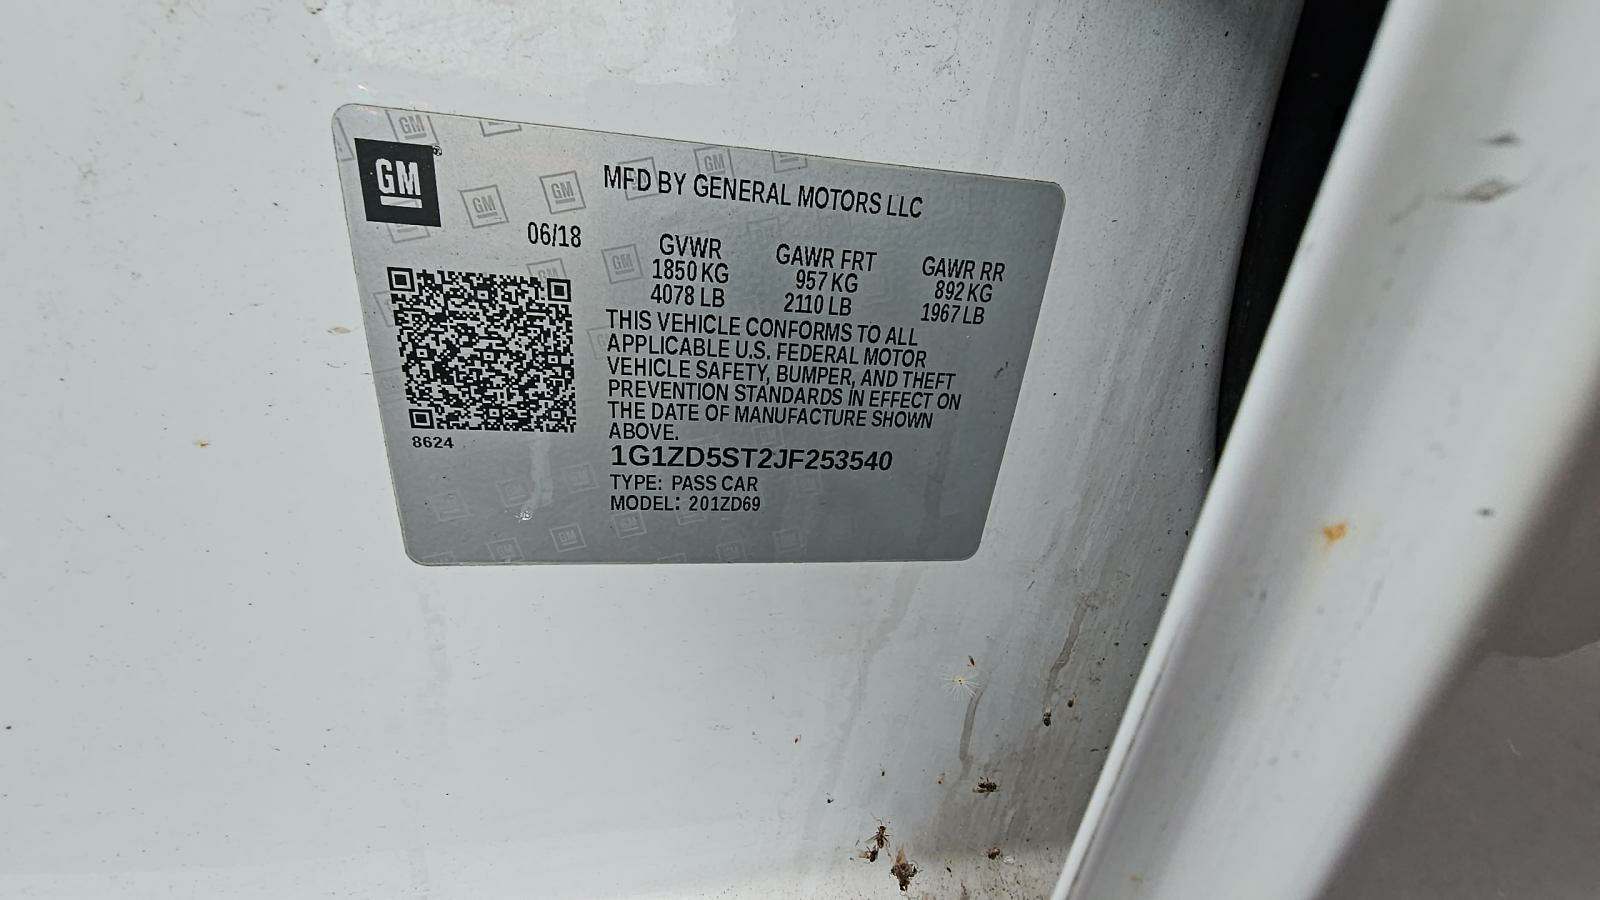 GM
MFD BY GENERAL MOTORS LLC
06/18
GVWR GAWR FRT GAWR RR
1850 KG 957 KG 892 KG
4078 LB 2110 LB 1967 LB
THIS VEHICLE CONFORMS TO ALL
APPLICABLE U.S. FEDERAL MOTOR
VEHICLE SAFETY, BUMPER, AND THEFT
PREVENTION STANDARDS IN EFFECT ON
THE DATE OF MANUFACTURE SHOWN
ABOVE.
8624
1G1ZD5ST2JF253540
TYPE: PASS CAR
MODEL: 201ZD69